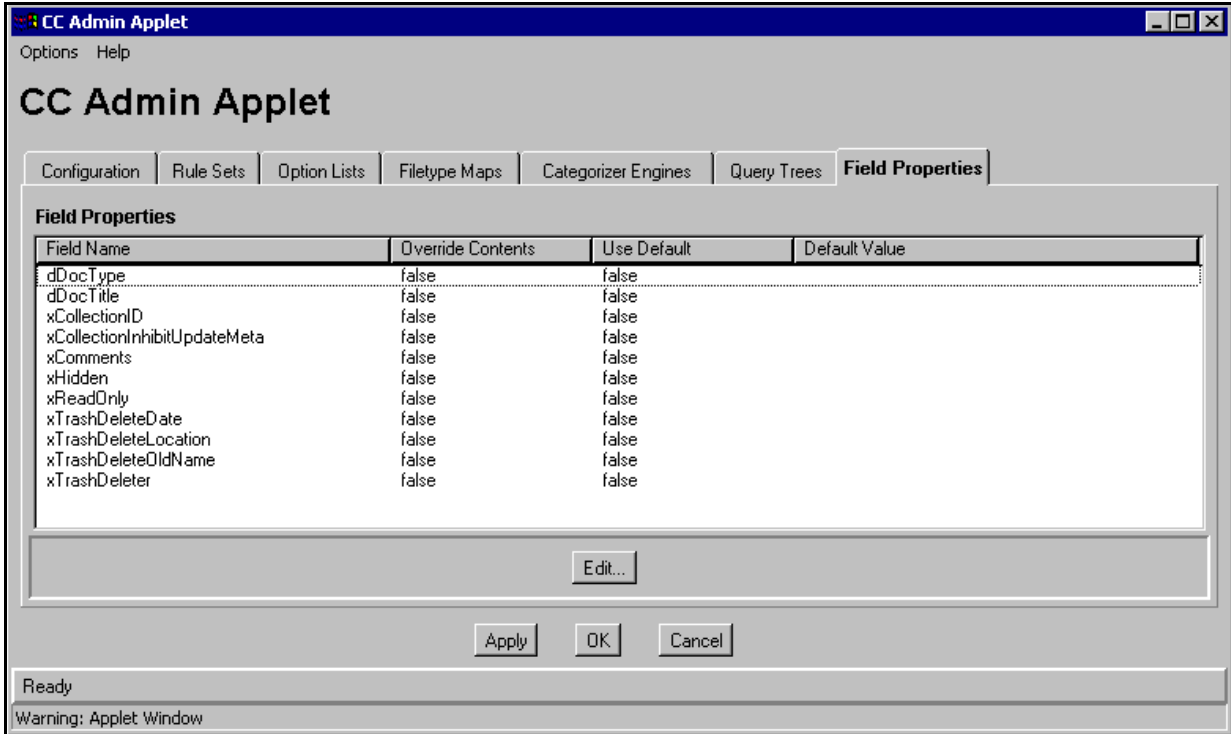 CC Admin Applet
Options Help
CC Admin Applet
Configuration Rule Sets Option Lists Filetype Maps Categorizer Engines Query Trees Field Properties
Field Properties
Field Name Override Contents Use Default Default Value
dDocType false false
dDocTitle false false
xCollectionID false false
xCollectionInhibitUpdateMeta false false
xComments false false
xHidden false false
xReadOnly false false
xTrashDeleteDate false false
xTrashDeleteLocation false false
xTrashDeleteOldName false false
xTrashDeleter false false
Edit...
Apply OK Cancel
Ready
Warning: Applet Window